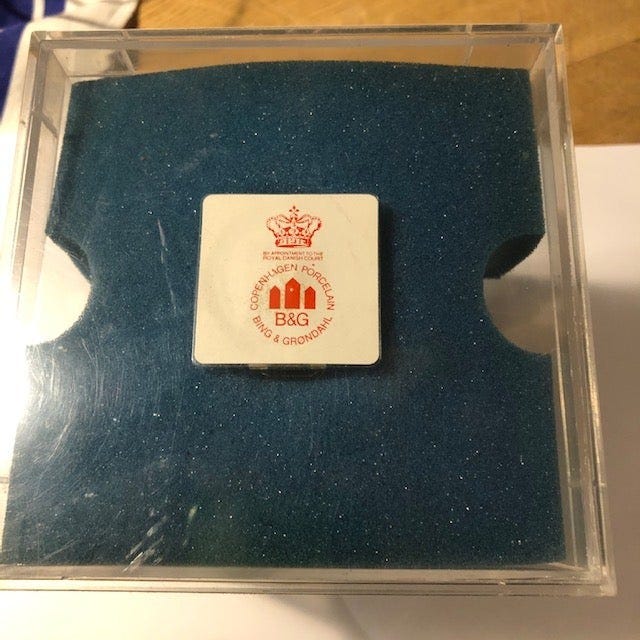 BY APPOINTMENT TO THE
ROYAL DANISH COURT
COPENHAGEN PORCELAIN
B&G
BING & GRØNDAHL